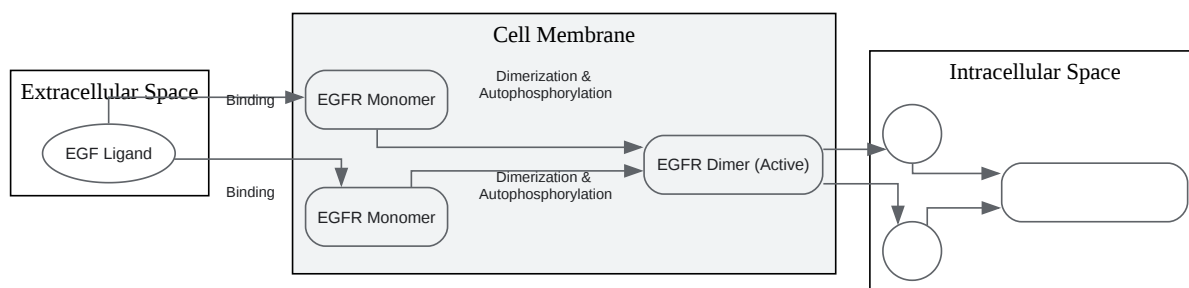 Cell Membrane
Extracellular Space
Intracellular Space
Binding
EGFR Monomer
Dimerization &
Autophosphorylation
EGF Ligand
EGFR Dimer (Active)
Binding
EGFR Monomer
Dimerization &
Autophosphorylation